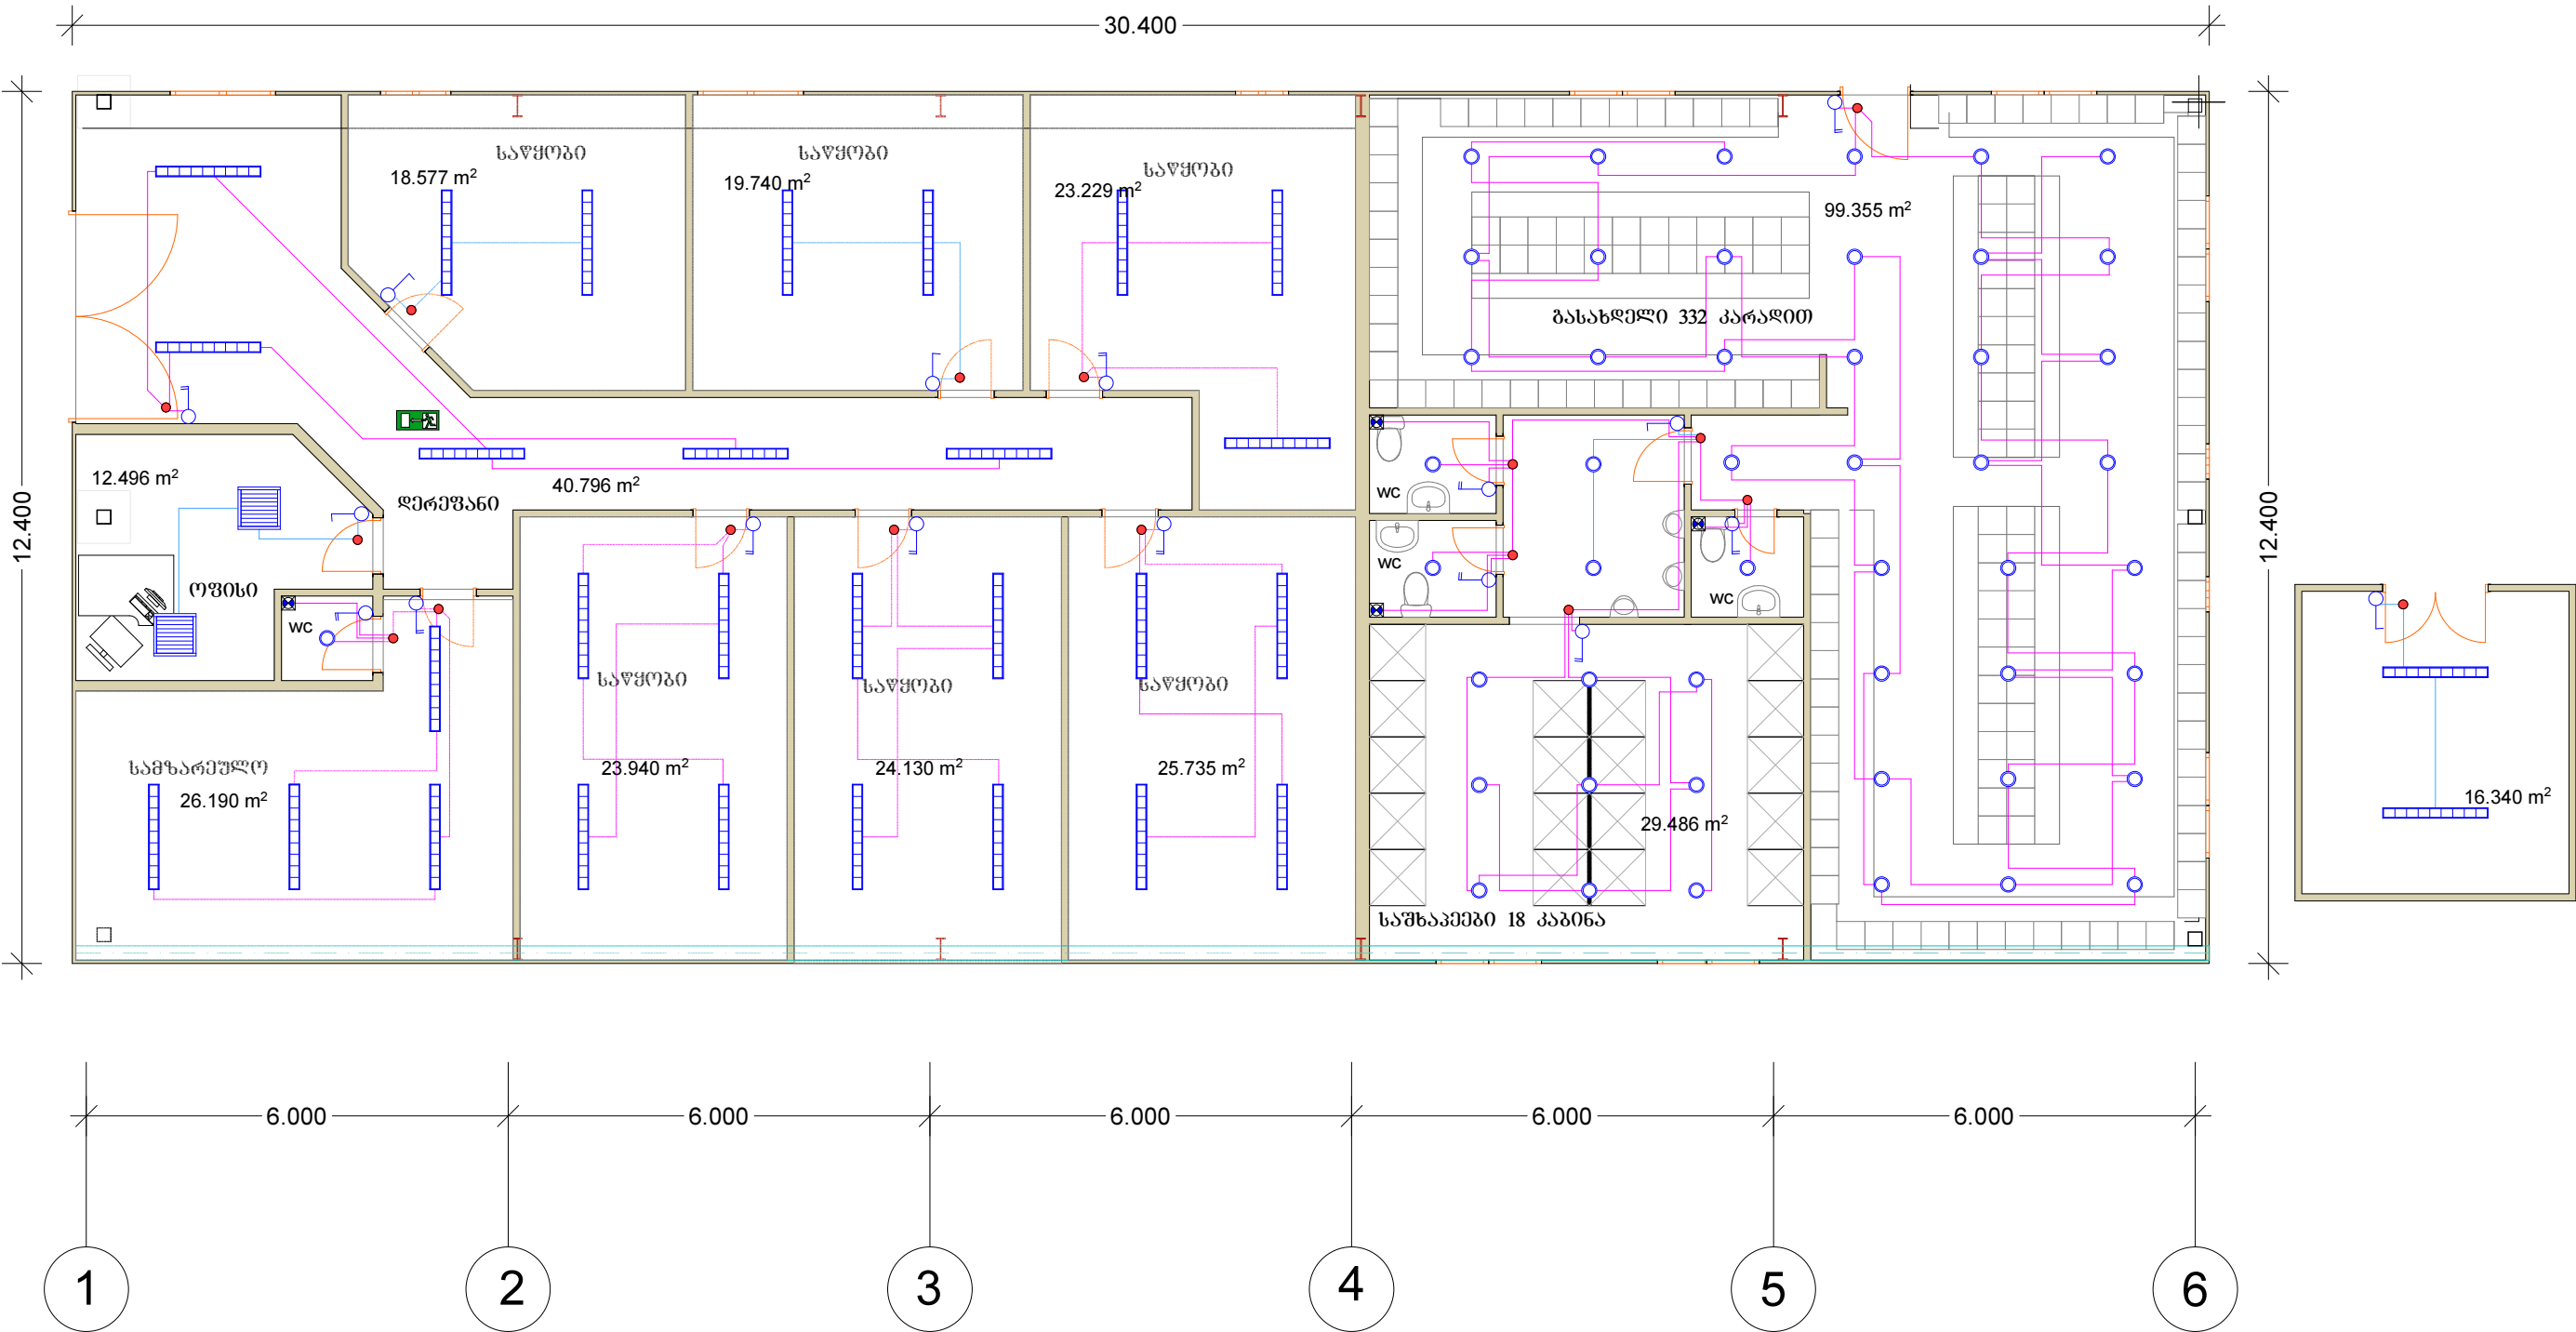 30.400
საწყობი
18.577 m²
საწყობი
19.740 m²
საწყობი
23.229 m²
99.355 m²
გასახდელი 332 კარადით
12.400
12.496 m²
ოფისი
დერეფანი
40.796 m²
WC
WC
WC
WC
12.400
საწყობი
23.940 m²
საწყობი
24.130 m²
საწყობი
25.735 m²
სამზარეულო
26.190 m²
29.486 m²
საშხაპეები 18 კაბინა
16.340 m²
6.000
6.000
6.000
6.000
6.000
1
2
3
4
5
6